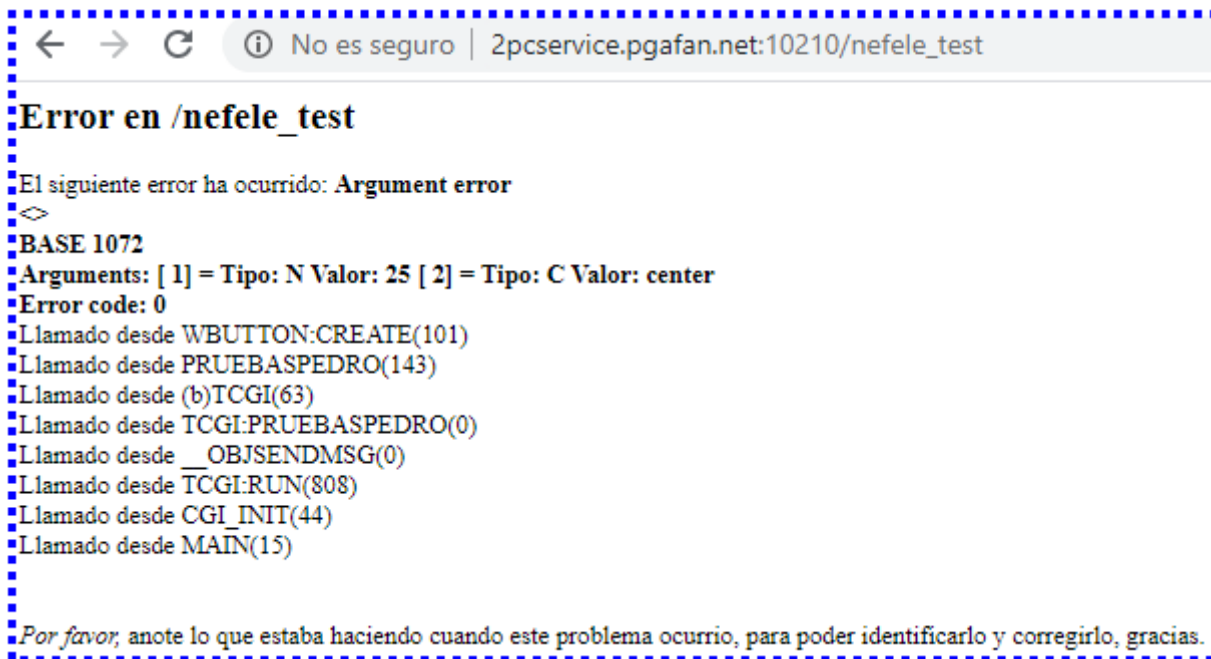 No es seguro | 2pcservice.pgafan.net:10210/nefele_test
Error en /nefele_test
El siguiente error ha ocurrido: Argument error
<>
BASE 1072
Arguments: [ 1] = Tipo: N Valor: 25 [ 2] = Tipo: C Valor: center
Error code: 0
Llamado desde WBUTTON:CREATE(101)
Llamado desde PRUEBASPEDRO(143)
Llamado desde (b)TCGI(63)
Llamado desde TCGI:PRUEBASPEDRO(0)
Llamado desde __OBJSENDMSG(0)
Llamado desde TCGI:RUN(808)
Llamado desde CGI_INIT(44)
Llamado desde MAIN(15)
Por favor, anote lo que estaba haciendo cuando este problema ocurrio, para poder identificarlo y corregirlo, gracias.